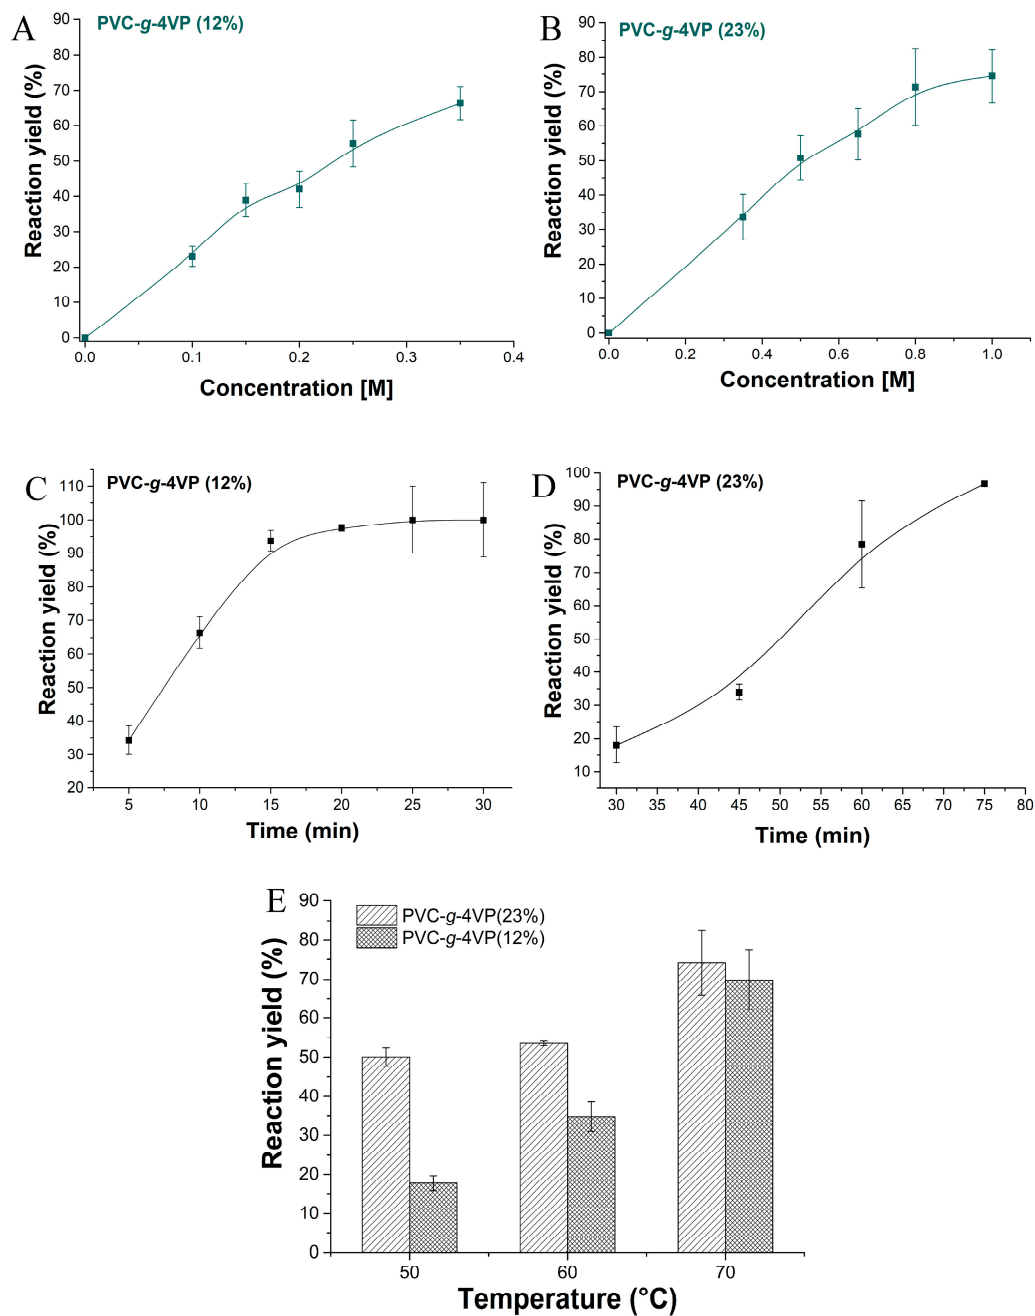 A
PVC-g-4VP (12%)
90
80
70
60
50
40
30
20
10
0
Reaction yield (%)
0.0 0.1 0.2 0.3 0.4
Concentration [M]
B
PVC-g-4VP (23%)
90
80
70
60
50
40
30
20
10
0
Reaction yield (%)
0.0 0.2 0.4 0.6 0.8 1.0
Concentration [M]
C
PVC-g-4VP (12%)
110
100
90
80
70
60
50
40
30
20
Reaction yield (%)
5 10 15 20 25 30
Time (min)
D
PVC-g-4VP (23%)
100
90
80
70
60
50
40
30
20
10
Reaction yield (%)
30 35 40 45 50 55 60 65 70 75 80
Time (min)
E
PVC-g-4VP(23%)
PVC-g-4VP(12%)
90
80
70
60
50
40
30
20
10
0
Reaction yield (%)
50 60 70
Temperature (°C)